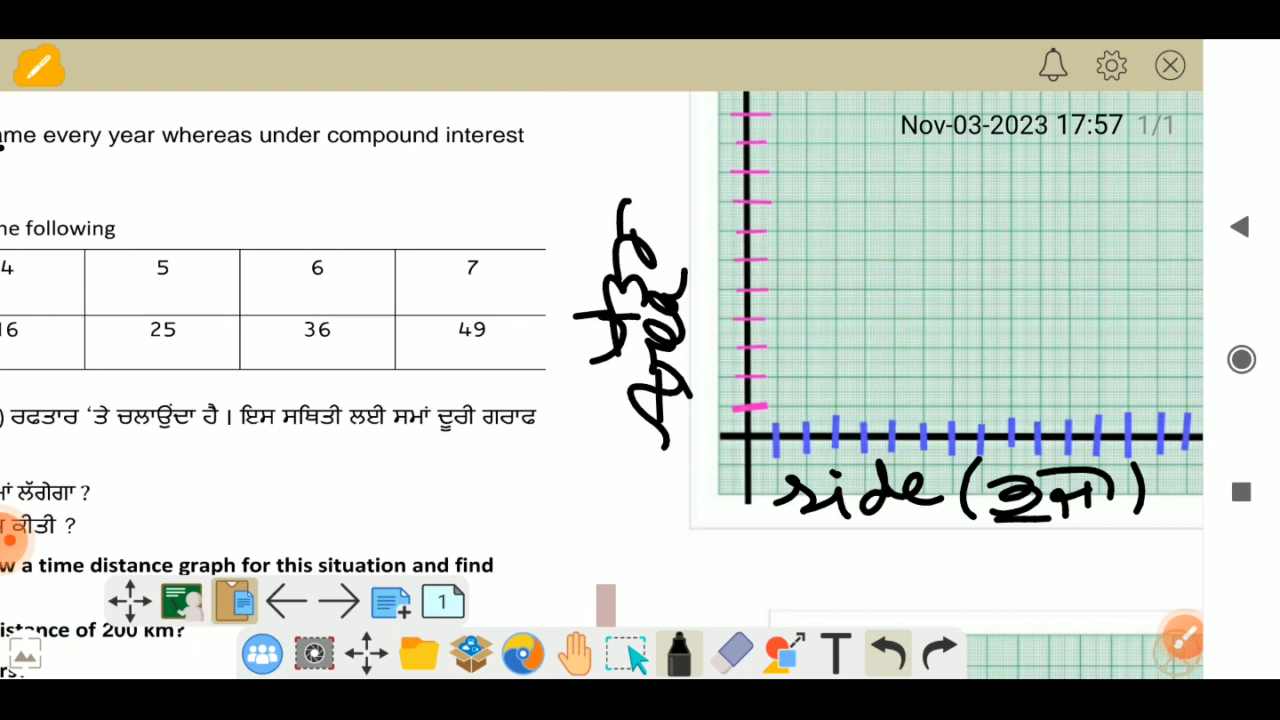 Nov-03-2023 17:57 1/1
ame every year whereas under compound interest
he following
4 5 6 7
16 25 36 49
) ਰਫਤਾਰ ‘ਤੇ ਚਲਾਉਂਦਾ ਹੈ। ਇਸ ਸਥਿਤੀ ਲਈ ਸਮਾਂ ਦੂਰੀ ਗਰਾਫ
ਮਾਂ ਲੱਗੇਗਾ ?
ਕੀਤੀ ?
w a time distance graph for this situation and find
istance of 200 km?
rs?
Area
side (ਭੁਜਾ)
1
T